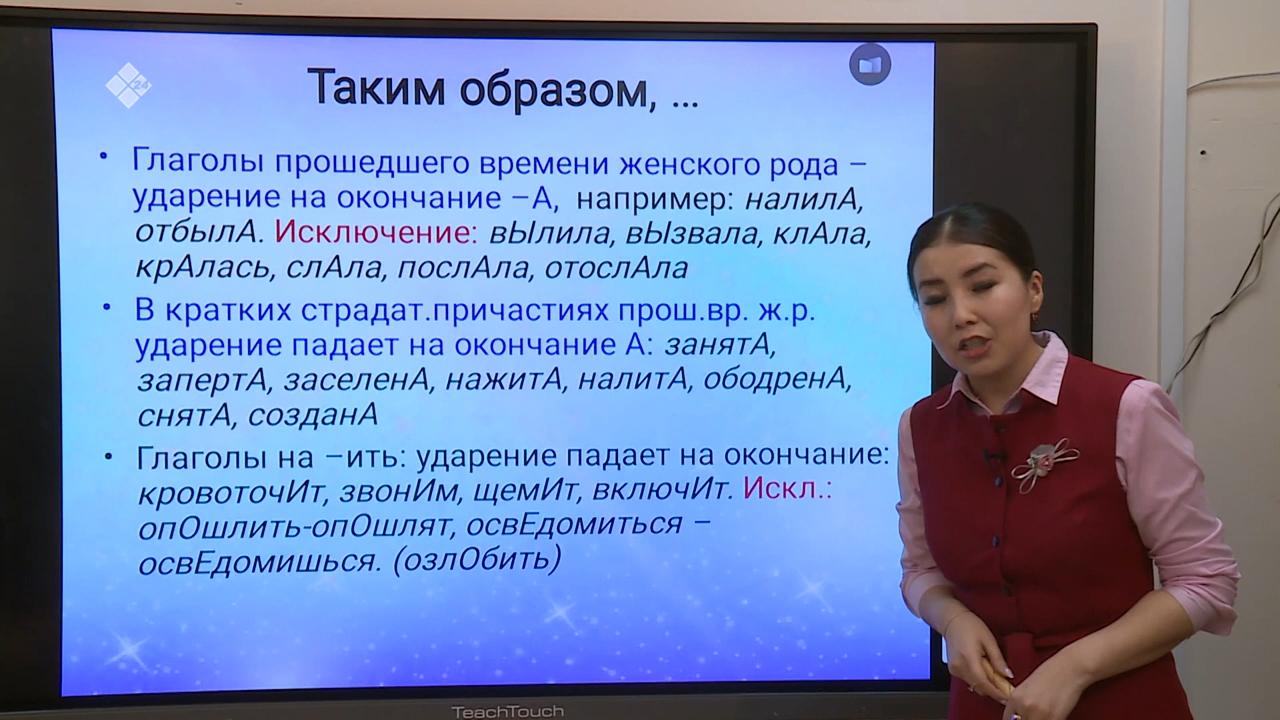 24
Таким образом, ...
• Глаголы прошедшего времени женского рода –
ударение на окончание –А, например: налилА,
отбылА. Исключение: вЫлила, вЫзвала, клАла,
крАлась, слАла, послАла, отослАла
• В кратких страдат.причастиях прош.вр. ж.р.
ударение падает на окончание А: занятА,
запертА, заселенА, нажитА, налитА, ободренА,
снятА, созданА
• Глаголы на –ить: ударение падает на окончание:
кровоточИт, звонИм, щемИт, включИт. Искл.:
опОшлить-опОшлят, освЕдомиться –
освЕдомишься. (озлОбить)
TeachTouch